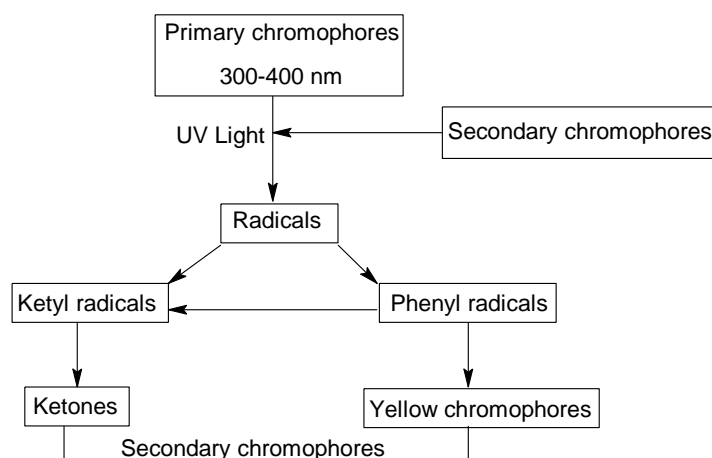 Primary chromophores
300-400 nm
UV Light
Secondary chromophores
Radicals
Ketyl radicals
Phenyl radicals
Ketones
Yellow chromophores
Secondary chromophores